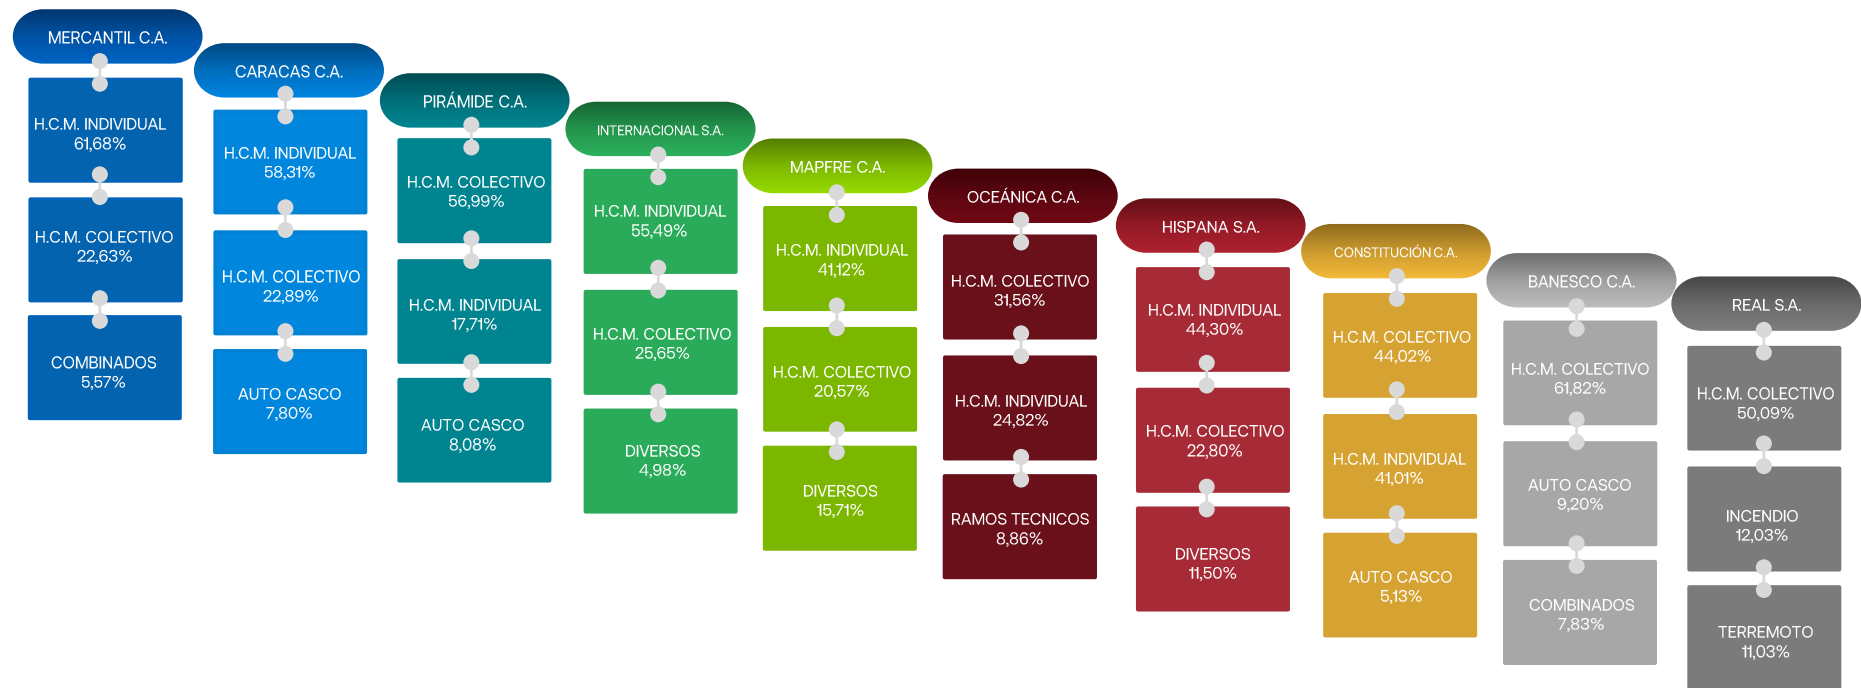 MERCANTIL C.A.
H.C.M. INDIVIDUAL
61,68%
H.C.M. COLECTIVO
22,63%
COMBINADOS
5,57%
CARACAS C.A.
H.C.M. INDIVIDUAL
58,31%
H.C.M. COLECTIVO
22,89%
AUTO CASCO
7,80%
PIRÁMIDE C.A.
H.C.M. COLECTIVO
56,99%
H.C.M. INDIVIDUAL
17,71%
AUTO CASCO
8,08%
INTERNACIONAL S.A.
H.C.M. INDIVIDUAL
55,49%
H.C.M. COLECTIVO
25,65%
DIVERSOS
4,98%
MAPFRE C.A.
H.C.M. INDIVIDUAL
41,12%
H.C.M. COLECTIVO
20,57%
DIVERSOS
15,71%
OCEÁNICA C.A.
H.C.M. COLECTIVO
31,56%
H.C.M. INDIVIDUAL
24,82%
RAMOS TECNICOS
8,86%
HISPANA S.A.
H.C.M. INDIVIDUAL
44,30%
H.C.M. COLECTIVO
22,80%
DIVERSOS
11,50%
CONSTITUCIÓN C.A.
H.C.M. COLECTIVO
44,02%
H.C.M. INDIVIDUAL
41,01%
AUTO CASCO
5,13%
BANESCO C.A.
H.C.M. COLECTIVO
61,82%
AUTO CASCO
9,20%
COMBINADOS
7,83%
REAL S.A.
H.C.M. COLECTIVO
50,09%
INCENDIO
12,03%
TERREMOTO
11,03%